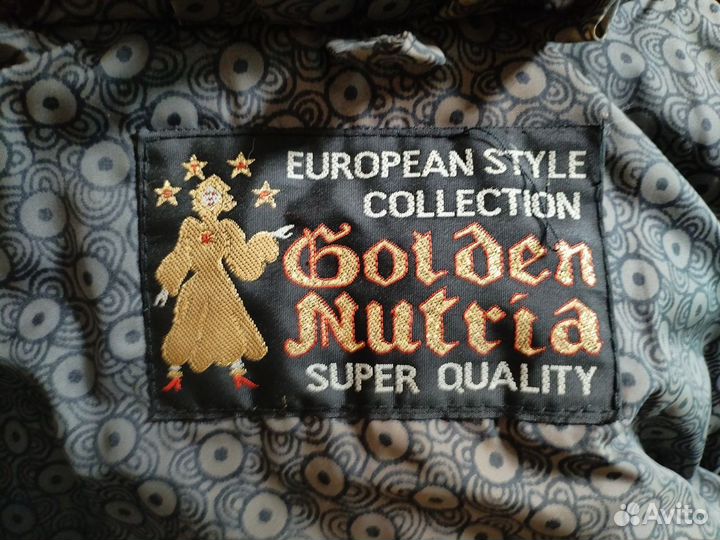 EUROPEAN STYLE
COLLECTION
Golden
Nutria
SUPER QUALITY
Avito